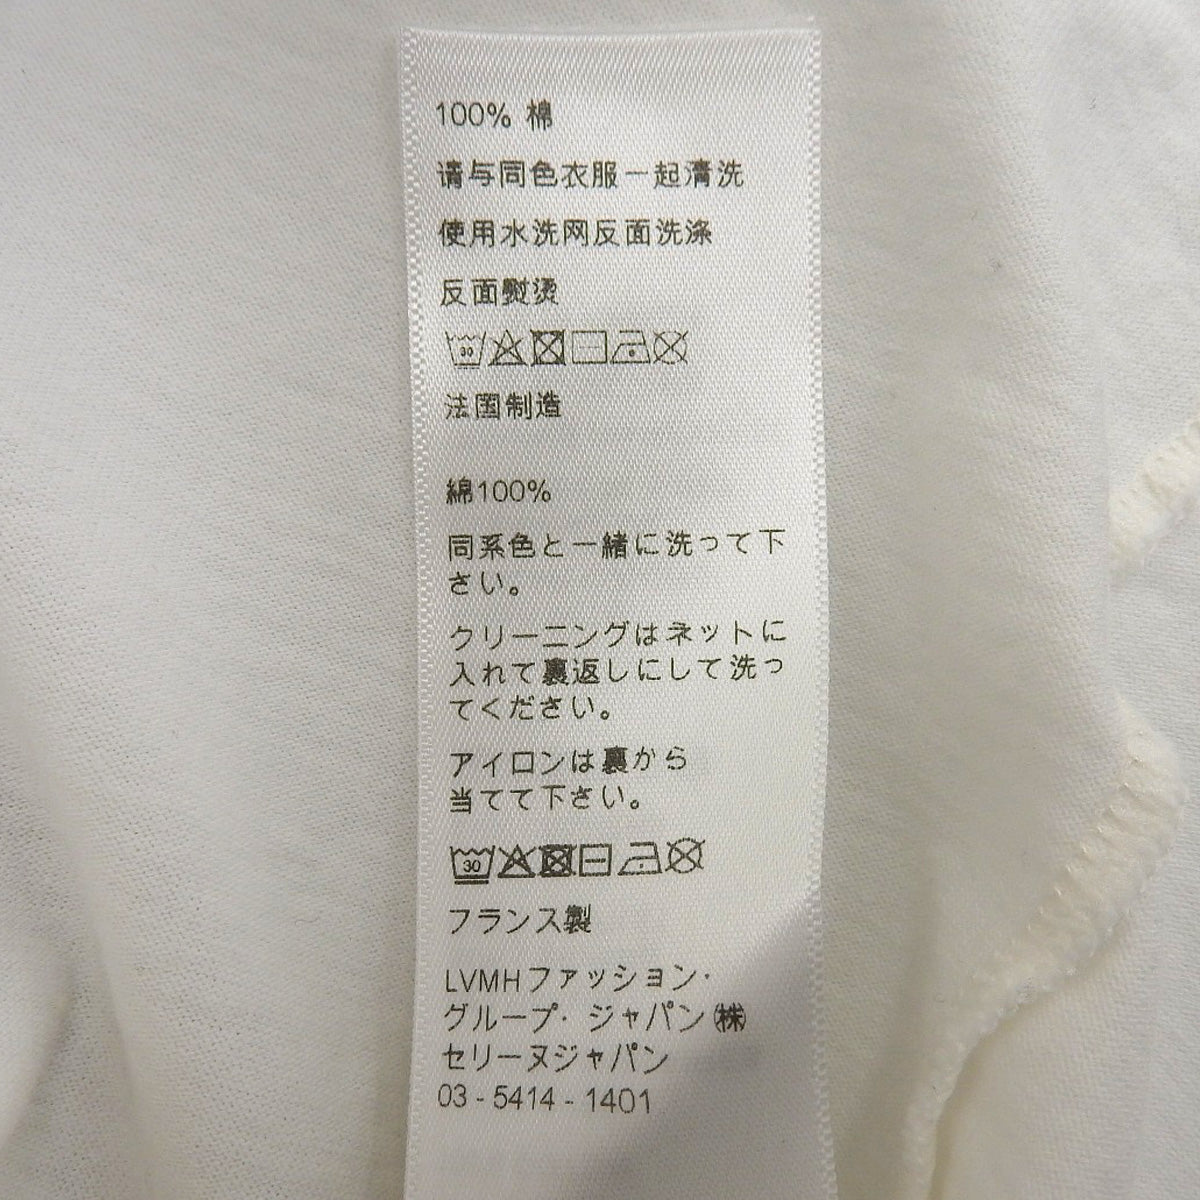 100% 棉
请与同色衣服一起清洗
使用水洗网反面洗涤
反面熨烫
30
法国制造
綿100%
同系色と一緒に洗って下
さい。
クリーニングはネットに
入れて裏返しにして洗っ
てください。
アイロンは裏から
当てて下さい。
30
フランス製
LVMHファッション·
グループ· ジャパン㈱
セリーヌジャパン
03 - 5414 - 1401